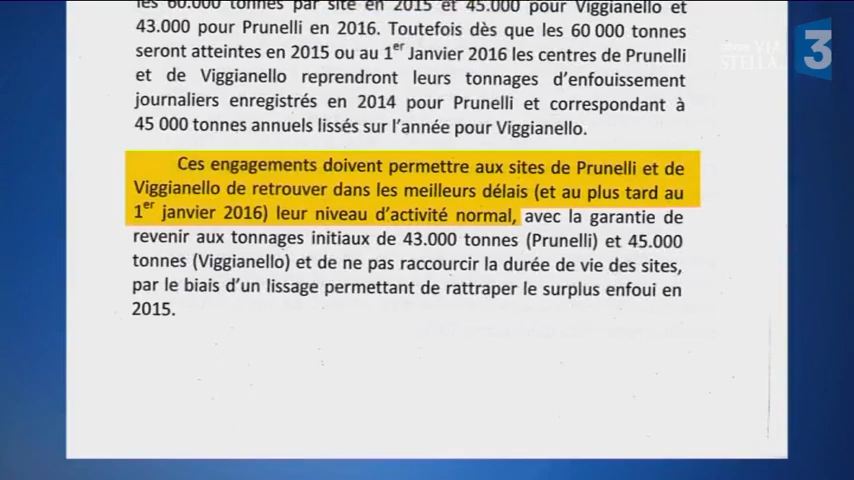 les 60.000 tonnes par site en 2015 et 45.000 pour Viggianello et
43.000 pour Prunelli en 2016. Toutefois dès que les 60 000 tonnes
seront atteintes en 2015 ou au 1er Janvier 2016 les centres de Prunelli
et de Viggianello reprendront leurs tonnages d'enfouissement
journaliers enregistrés en 2014 pour Prunelli et correspondant à
45 000 tonnes annuels lissés sur l'année pour Viggianello.
Ces engagements doivent permettre aux sites de Prunelli et de
Viggianello de retrouver dans les meilleurs délais (et au plus tard au
1er janvier 2016) leur niveau d'activité normal, avec la garantie de
revenir aux tonnages initiaux de 43.000 tonnes (Prunelli) et 45.000
tonnes (Viggianello) et de ne pas raccourcir la durée de vie des sites,
par le biais d'un lissage permettant de rattraper le surplus enfoui en
2015.
VIA
STELLA
3